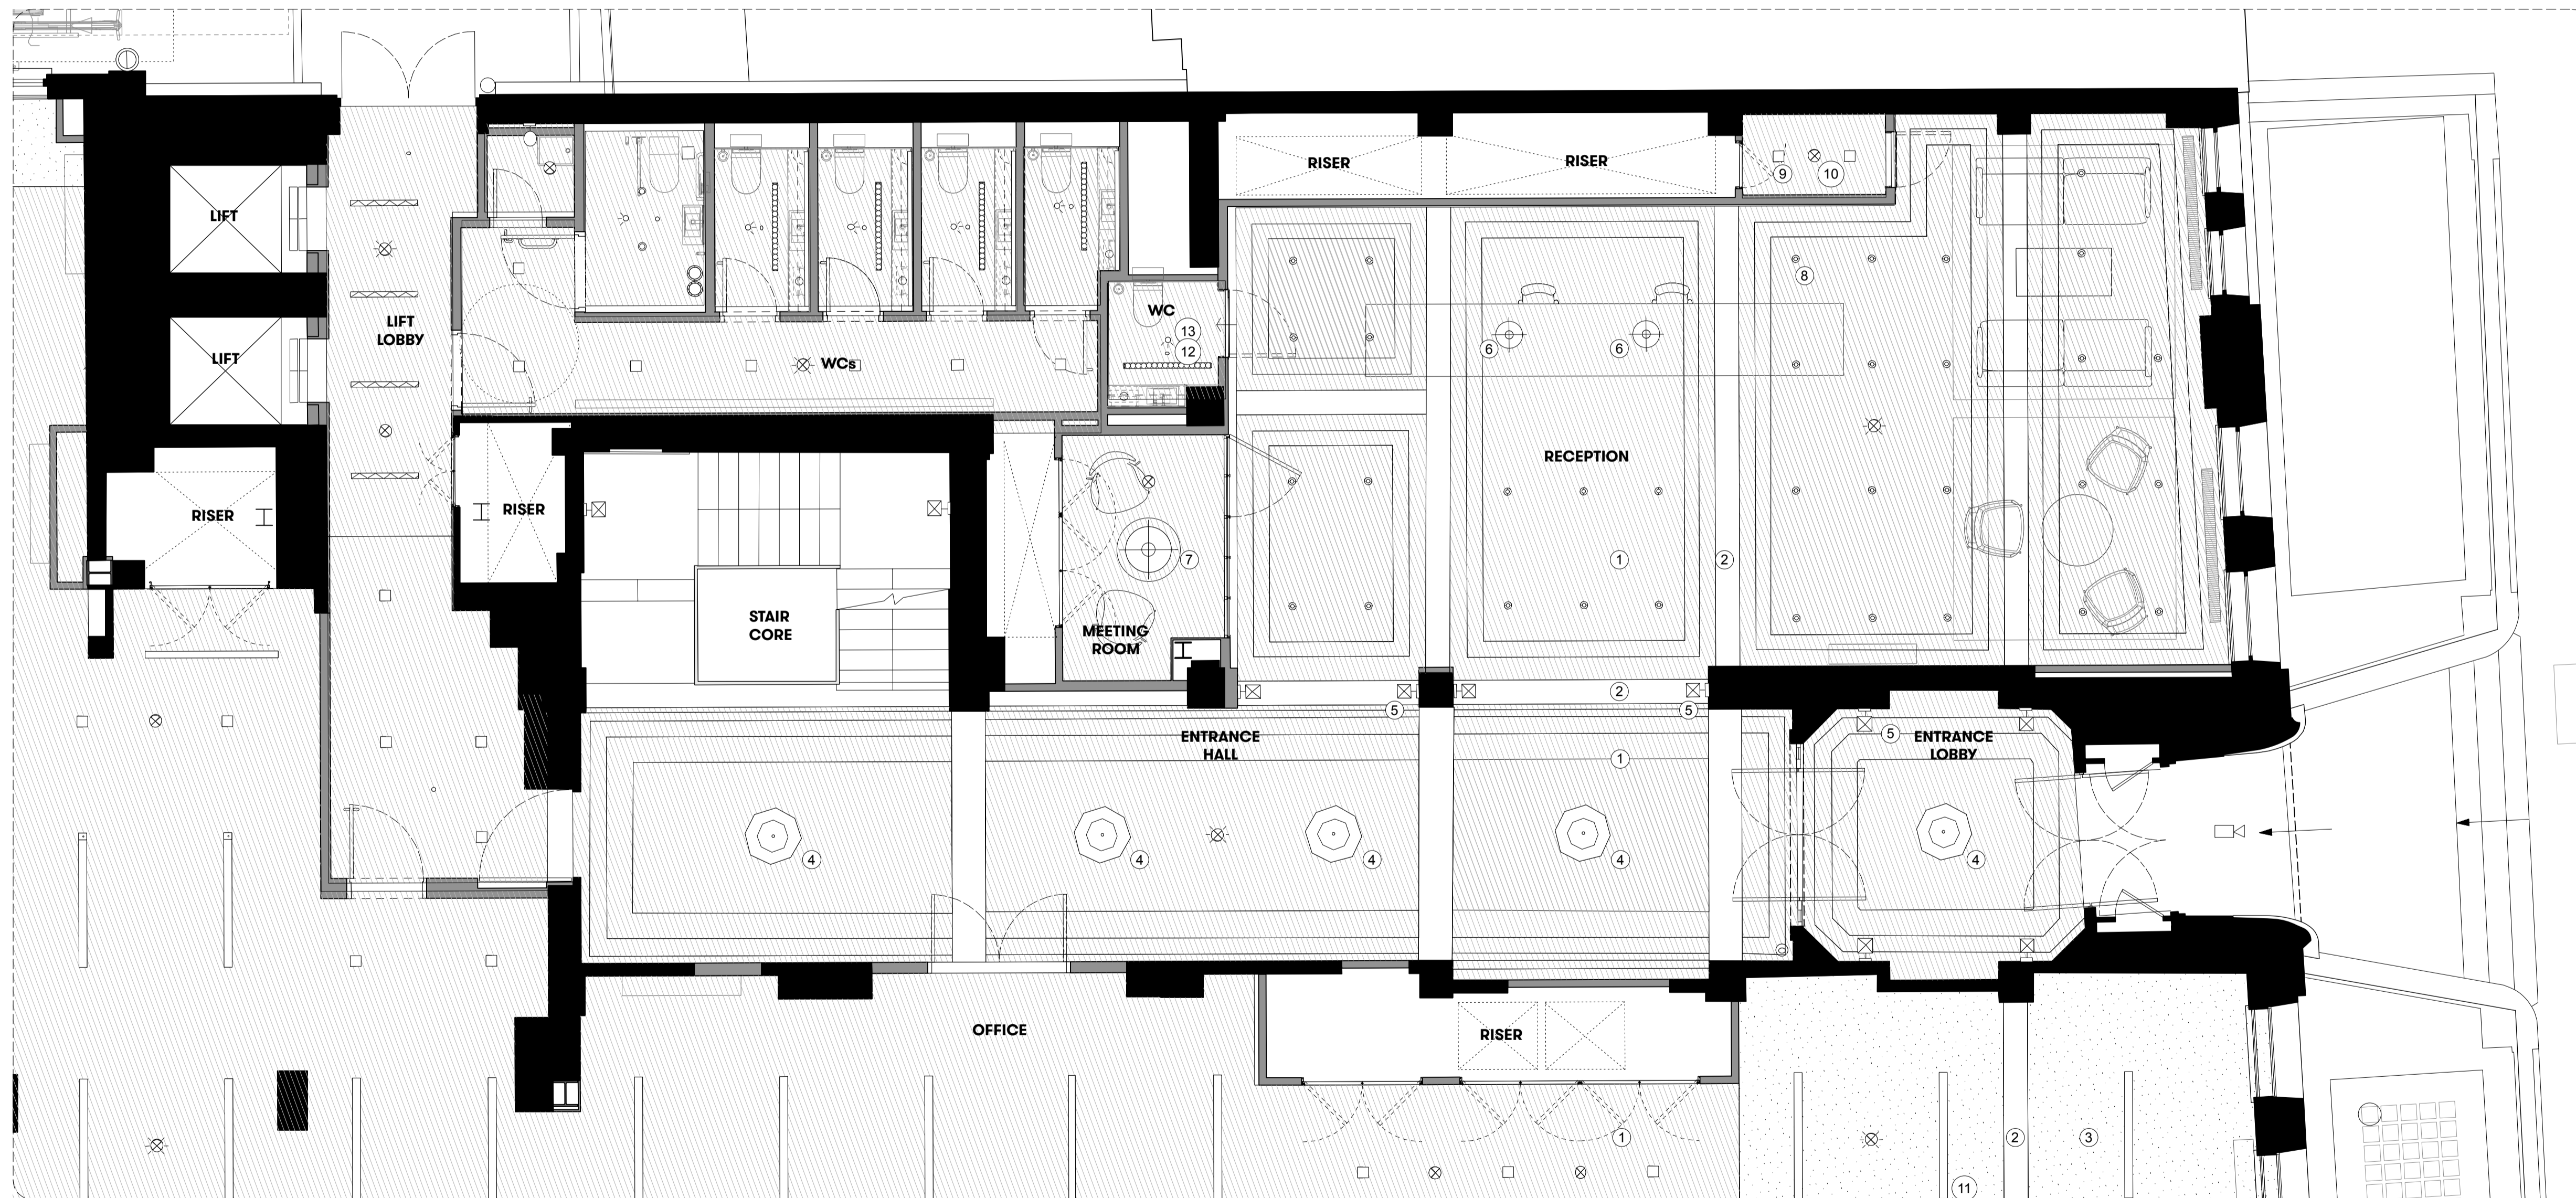 RISER
RISER
9
10
LIFT
8
WC
13
12
LIFT
LOBBY
6
6
LIFT
WCs
RECEPTION
RISER
RISER
7
1
2
STAIR
CORE
MEETING
ROOM
2
5
5
ENTRANCE
HALL
5
ENTRANCE
LOBBY
1
4
4
4
4
4
OFFICE
RISER
1
2
3
11